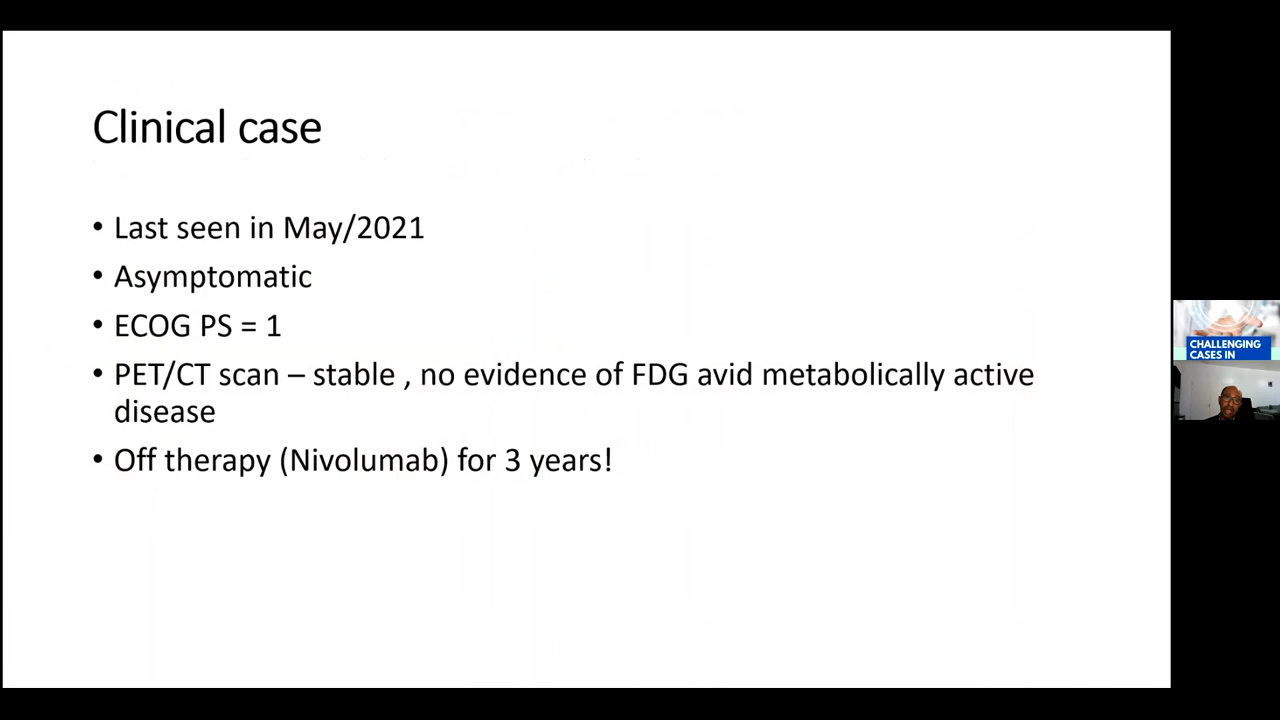 Clinical case
• Last seen in May/2021
• Asymptomatic
• ECOG PS = 1
• PET/CT scan – stable , no evidence of FDG avid metabolically active
disease
• Off therapy (Nivolumab) for 3 years!
CHALLENGING
CASES IN